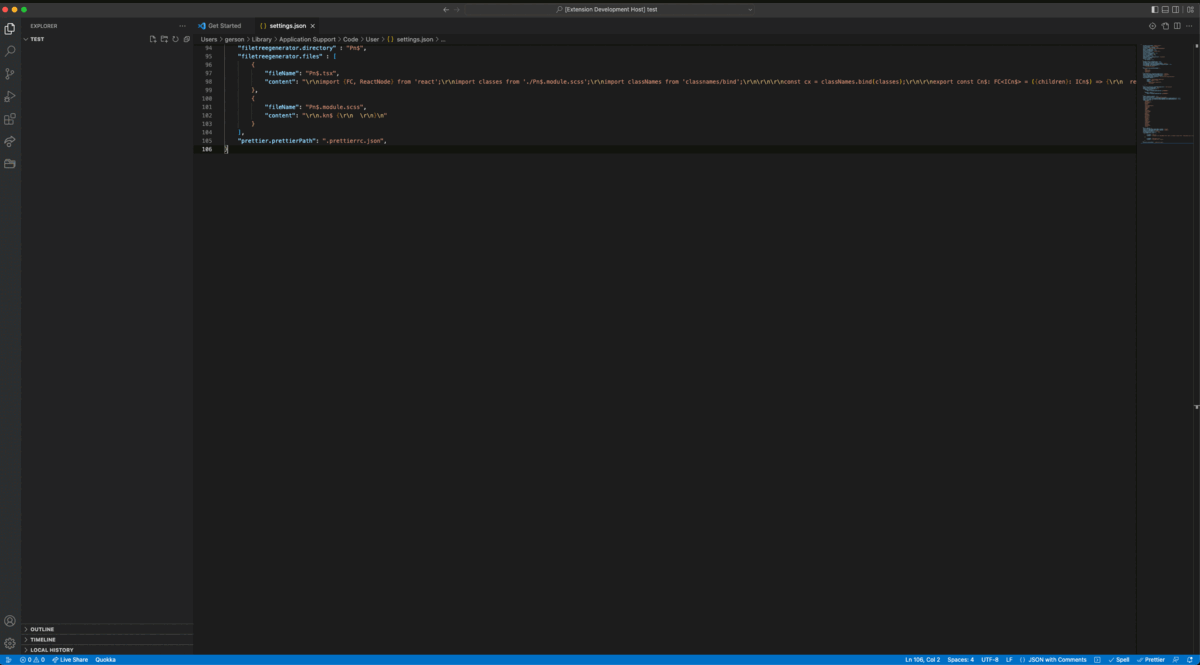 [Extension Development Host] test
EXPLORER
TEST
Get Started
settings.json
Users > gerson > Library > Application Support > Code > User > {} settings.json > ...
94 "filetreegenerator.directory" : "Pn$",
95 "filetreegenerator.files" : [
96 {
97 "fileName": "Pn$.tsx",
98 "content": "\r\nimport {FC, ReactNode} from 'react';\r\nimport classes from './Pn$.module.scss';\r\nimport classNames from 'classnames/bind';\r\n\r\n\r\nconst cx = classNames.bind(classes);\r\n\r\nexport const Cn$: FC<ICn$> = ({children}: ICn$) => {\r\n  re
99 },
100 {
101 "fileName": "Pn$.module.scss",
102 "content": "\r\n.kn$ {\r\n  \r\n}\n"
103 }
104 ],
105 "prettier.prettierPath": ".prettierrc.json",
106 }
OUTLINE
TIMELINE
LOCAL HISTORY
0 0 Live Share Quokka
Ln 106, Col 2 Spaces: 4 UTF-8 LF {} JSON with Comments Spell Prettier